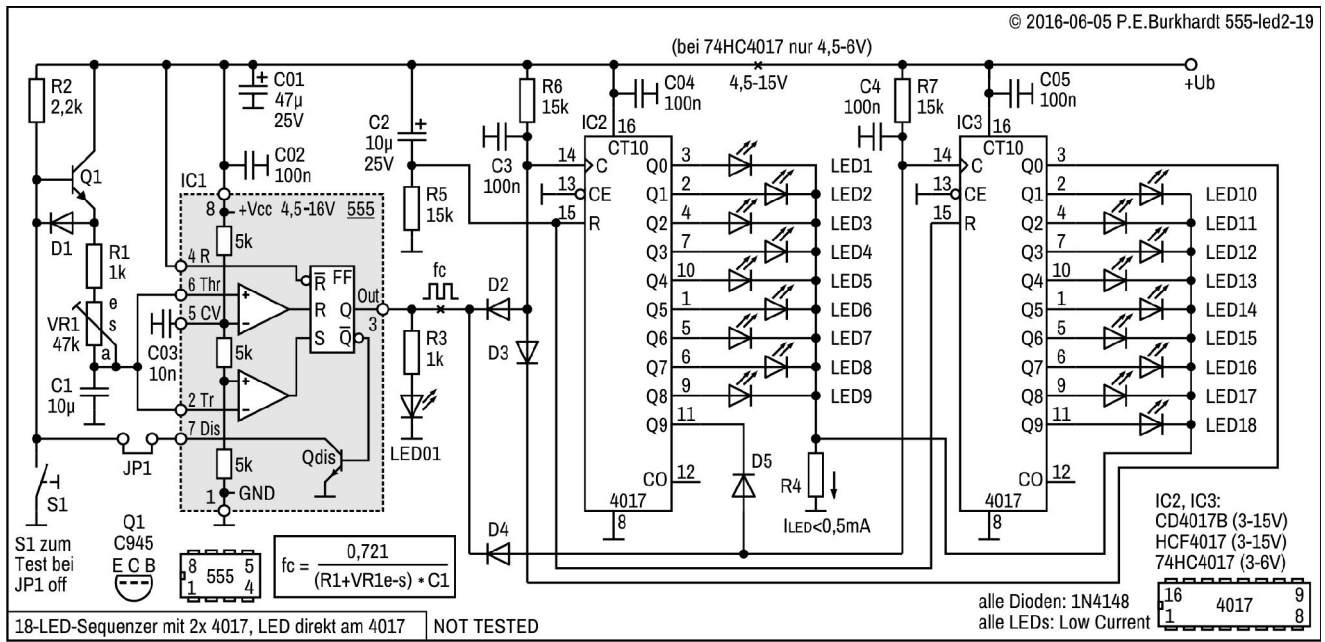 © 2016-06-05 P.E.Burkhardt 555-led2-19
(bei 74HC4017 nur 4,5-6V)
4,5-15V
+Ub
R2
2,2k
+
C01
47µ
25V
C02
100n
Q1
D1
R1
1k
e
s
a
VR1
47k
C1
10µ
C03
10n
IC1
8
+Vcc 4,5-16V 555
5k
4 R
6 Thr
5 CV
5k
2 Tr
7 Dis
5k
1
GND
+
-
+
-
R FF
R Q
S Q
Out
3
Qdis
JP1
S1
S1 zum
Test bei
JP1 off
C2
10µ
25V
+
R5
15k
fc
R3
1k
LED01
D2
D3
D4
D5
R6
15k
C3
100n
C04
100n
IC2
16
CT10
14
C
13
CE
15
R
Q0 3
Q1 2
Q2 4
Q3 7
Q4 10
Q5 1
Q6 5
Q7 6
Q8 9
Q9 11
CO 12
4017
8
LED1
LED2
LED3
LED4
LED5
LED6
LED7
LED8
LED9
R4
ILED<0,5mA
C4
100n
R7
15k
C05
100n
IC3
16
CT10
14
C
13
CE
15
R
Q0 3
Q1 2
Q2 4
Q3 7
Q4 10
Q5 1
Q6 5
Q7 6
Q8 9
Q9 11
CO 12
4017
8
LED10
LED11
LED12
LED13
LED14
LED15
LED16
LED17
LED18
Q1
C945
E C B
8 5
555
1 4
fc = 0,721
(R1+VR1e-s) * C1
IC2, IC3:
CD4017B (3-15V)
HCF4017 (3-15V)
74HC4017 (3-6V)
alle Dioden: 1N4148
alle LEDs: Low Current
16 9
4017
1 8
18-LED-Sequenzer mit 2x 4017, LED direkt am 4017
NOT TESTED